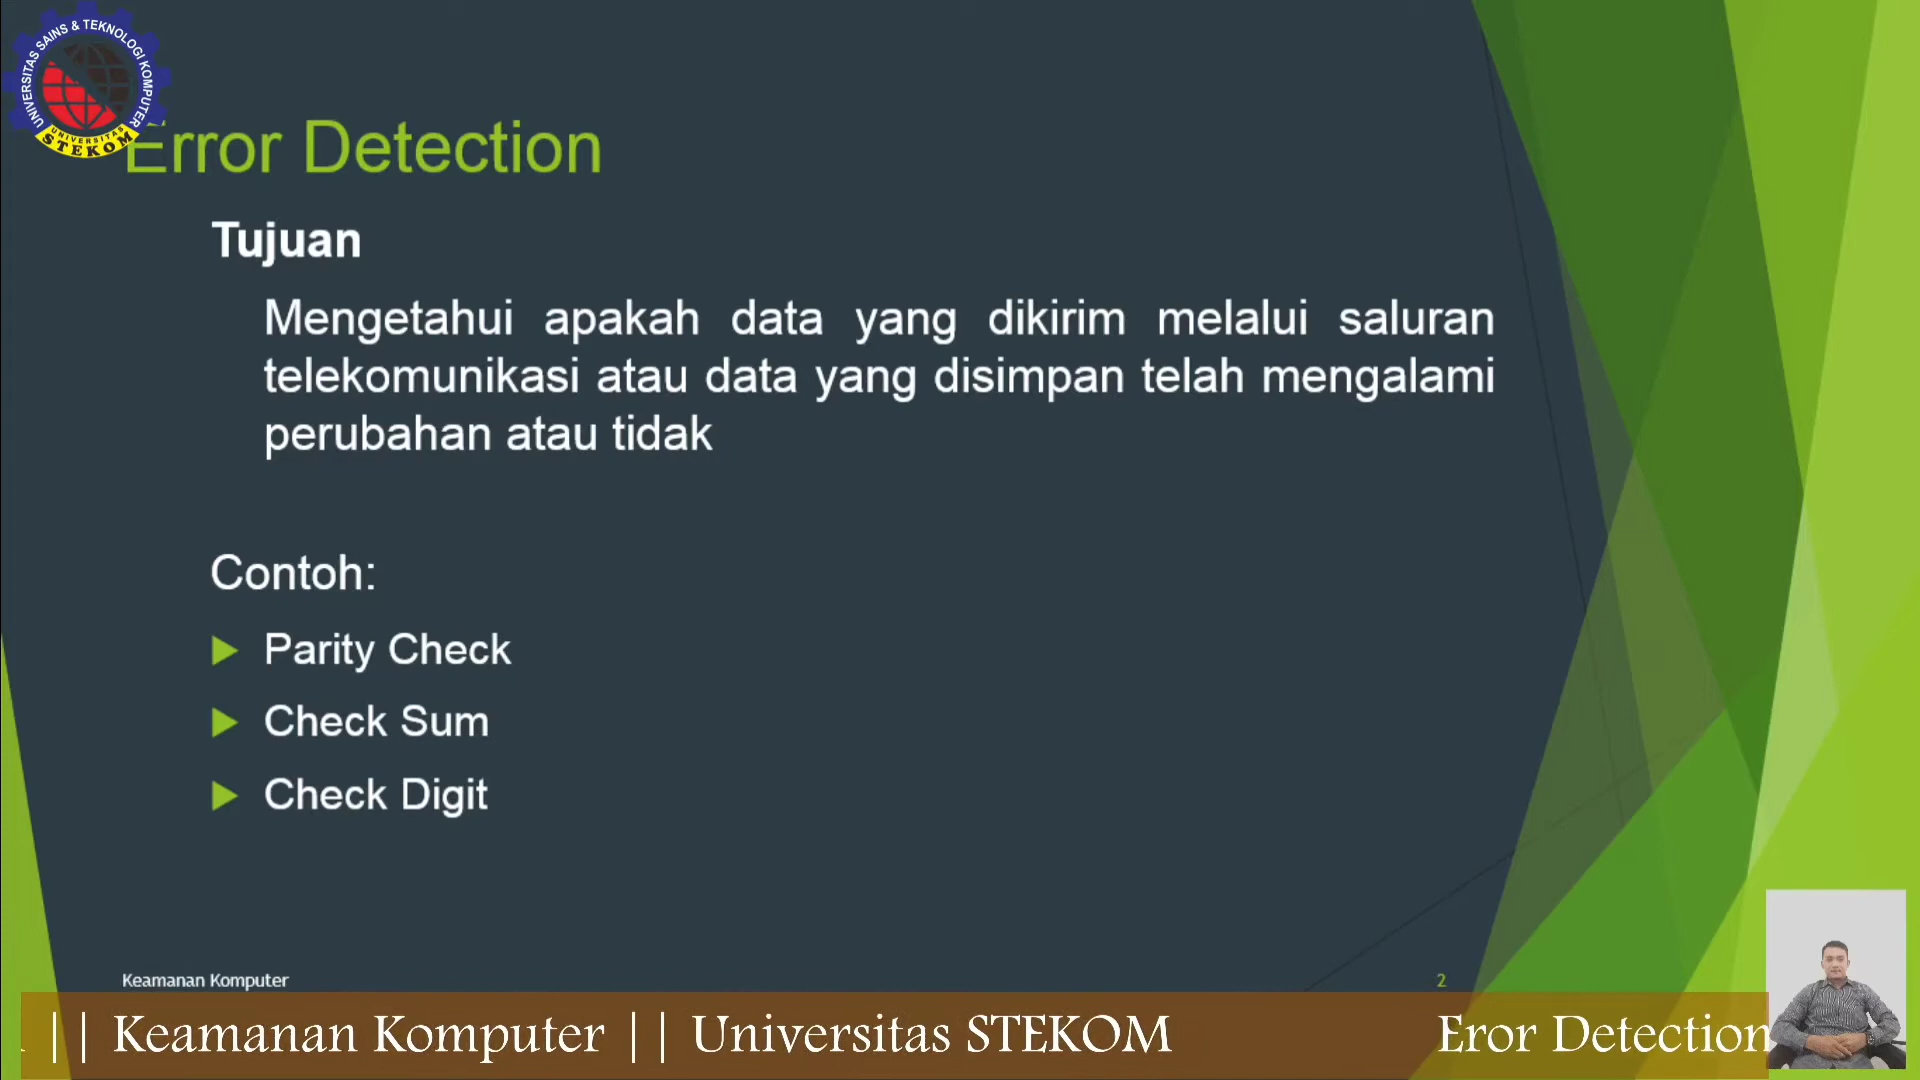 UNIVERSITAS SAINS & TEKNOLOGI KOMPUTER
UNIVERSITAS
STEKOM
Error Detection
Tujuan
Mengetahui apakah data yang dikirim melalui saluran
telekomunikasi atau data yang disimpan telah mengalami
perubahan atau tidak
Contoh:
Parity Check
Check Sum
Check Digit
Keamanan Komputer
2
|| Keamanan Komputer || Universitas STEKOM
Eror Detection